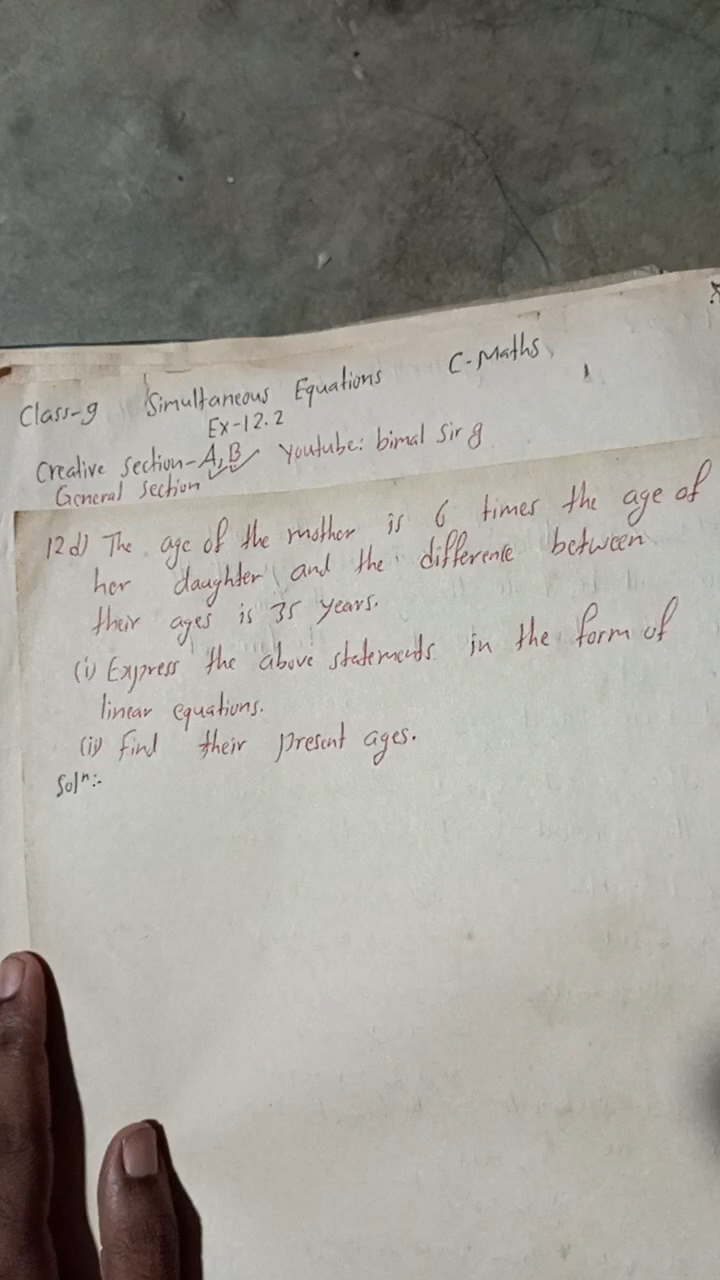 Class-9 Simultaneous Equations C-Maths
Ex-12.2
Creative section-A,B Youtube: bimal sir g
General section
12d) The age of the mother is 6 times the age of
her daughter and the difference between
their ages is 35 years.
(i) Express the above statements in the form of
linear equations.
(ii) find their present ages.
Solⁿ:-